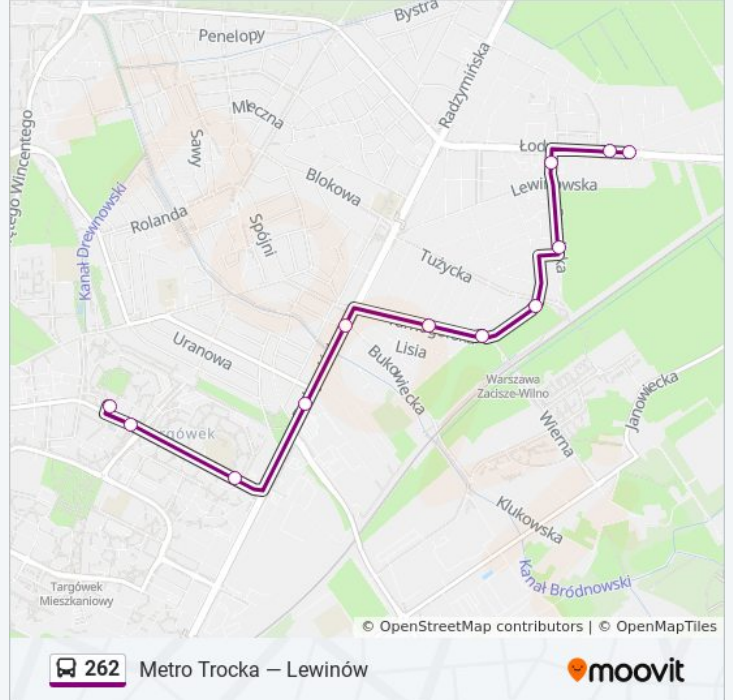 Bystra
Penelopy
Radzymińska
Mleczna
Sawy
Lewinowska
Blokowa
Kanał Drewnowski
Rolanda
Spójni
Tużycka
Uranowa
Lisia
Bukowiecka
Warszawa
Zacisze-Wilno
Janowiecka
Wierna
Klukowska
Kanał Bródnowski
Targówek
Mieszkaniowy
© OpenStreetMap contributors | © OpenMapTiles
262 Metro Trocka — Lewinów
moovit